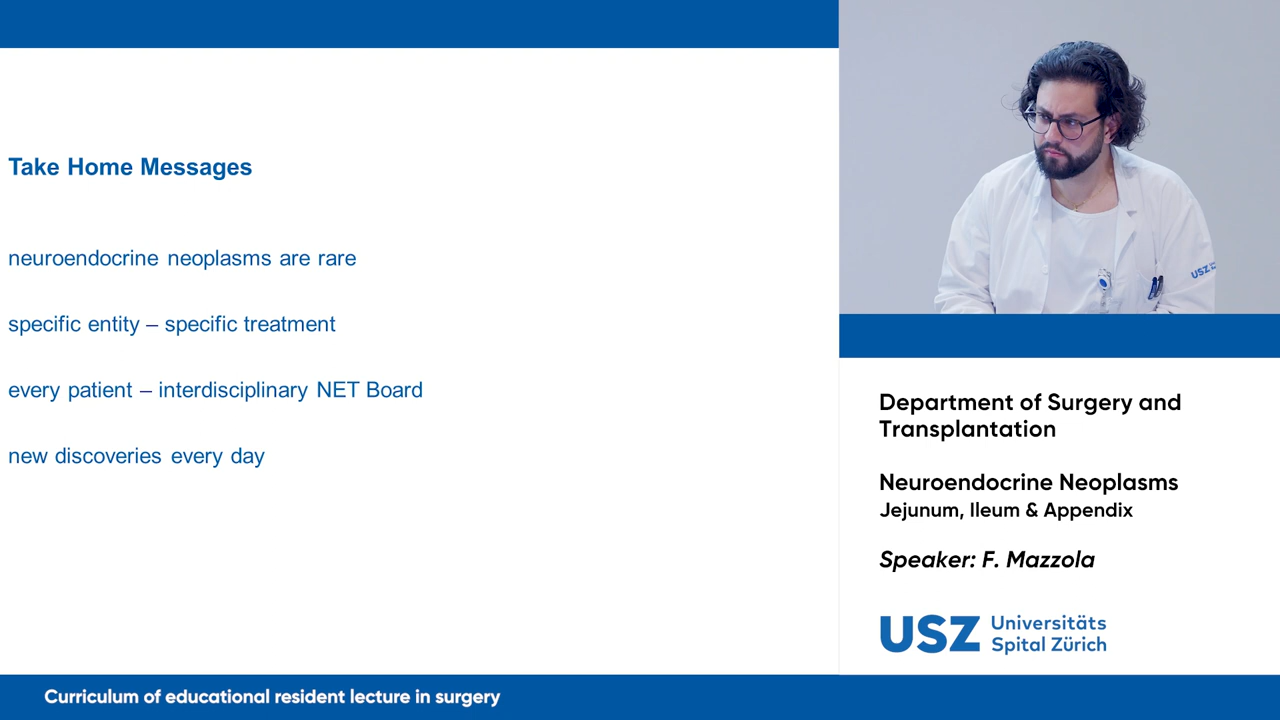 Take Home Messages
neuroendocrine neoplasms are rare
specific entity – specific treatment
every patient – interdisciplinary NET Board
new discoveries every day
USZ
Department of Surgery and
Transplantation
Neuroendocrine Neoplasms
Jejunum, Ileum & Appendix
Speaker: F. Mazzola
USZ Universitäts
Spital Zürich
Curriculum of educational resident lecture in surgery